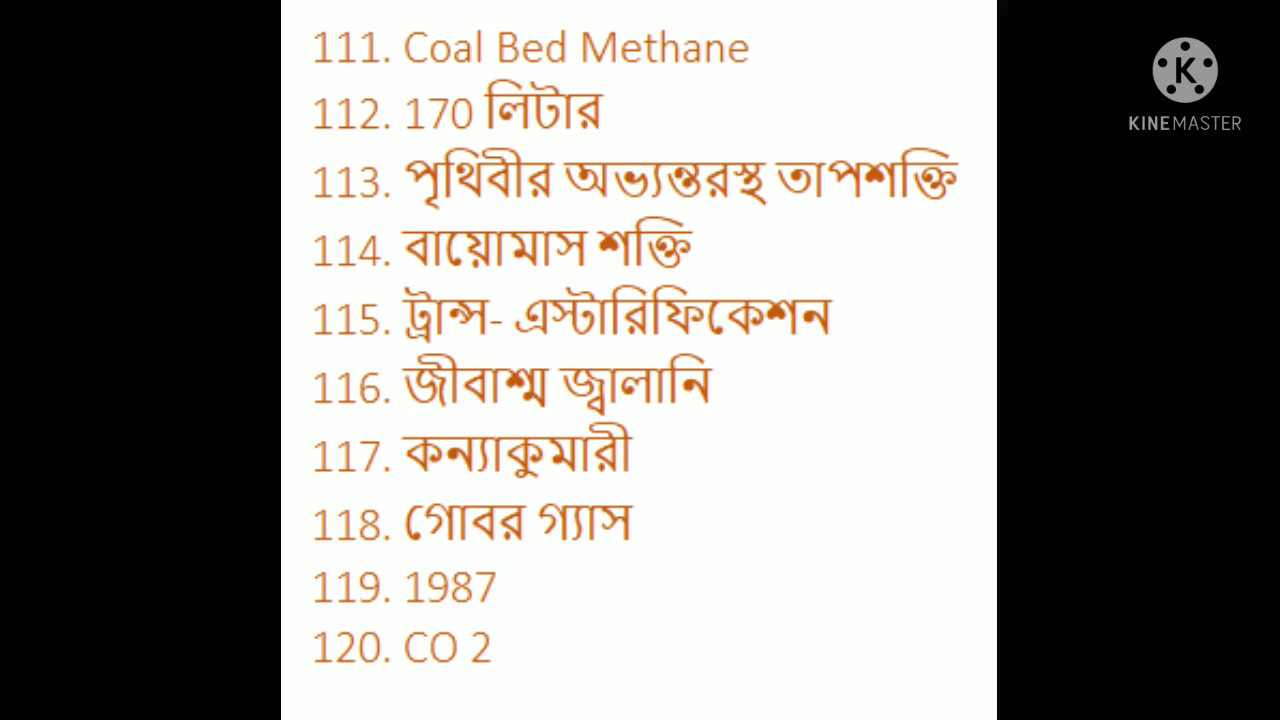 111. Coal Bed Methane
112. 170 লিটার
113. পৃথিবীর অভ্যন্তরস্থ তাপশক্তি
114. বায়োমাস শক্তি
115. ট্রান্স- এস্টারিফিকেশন
116. জীবাশ্ম জ্বালানি
117. কন্যাকুমারী
118. গোবর গ্যাস
119. 1987
120. CO 2
K
KINEMASTER